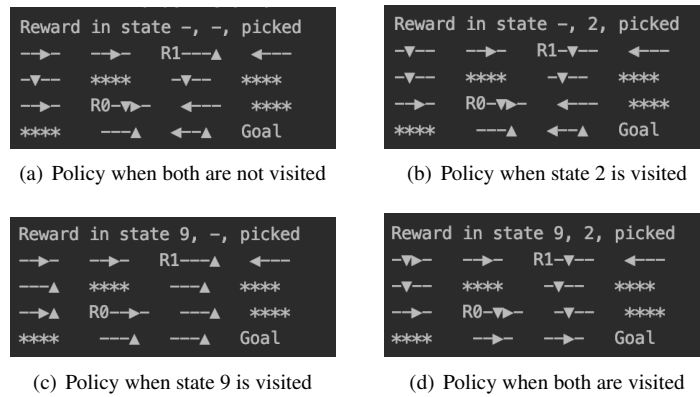 Reward in state -, -, picked
--►- --►- R1---▲ ◄---
-▼-- **** -▼-- ****
--►- R0-▼►- ◄--- ****
**** ---▲ ◄--▲ Goal
(a) Policy when both are not visited
Reward in state -, 2, picked
-▼-- --►- R1-▼-- ◄---
-▼-- **** -▼-- ****
--►- R0-▼►- ◄--- ****
**** ---▲ ◄--▲ Goal
(b) Policy when state 2 is visited
Reward in state 9, -, picked
--►- --►- R1---▲ ◄---
---▲ **** ---▲ ****
--►▲ R0--►- ---▲ ****
**** ---▲ ---▲ Goal
(c) Policy when state 9 is visited
Reward in state 9, 2, picked
-▼►- --►- R1-▼-- ◄---
-▼-- **** -▼-- ****
--►- R0-▼►- -▼-- ****
**** --►- --►- Goal
(d) Policy when both are visited